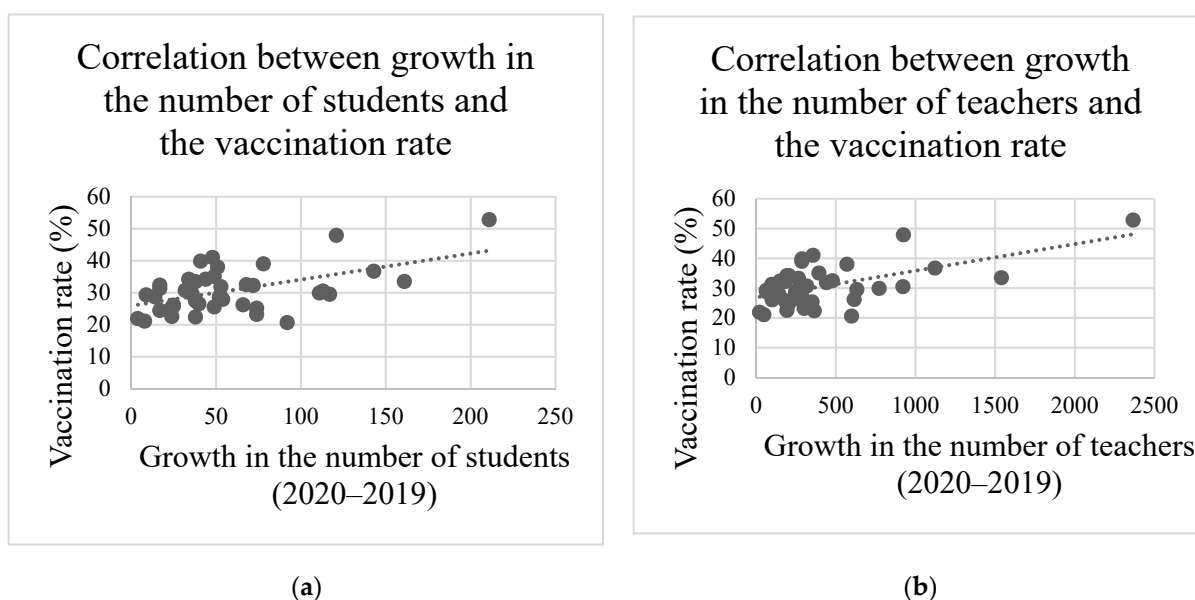 Correlation between growth in
the number of students and
the vaccination rate
Vaccination rate (%)
60
50
40
30
20
10
0
0 50 100 150 200 250
Growth in the number of students
(2020–2019)
(a)
Correlation between growth
in the number of teachers and
the vaccination rate
Vaccination rate (%)
60
50
40
30
20
10
0
0 500 1000 1500 2000 2500
Growth in the number of teachers
(2020–2019)
(b)